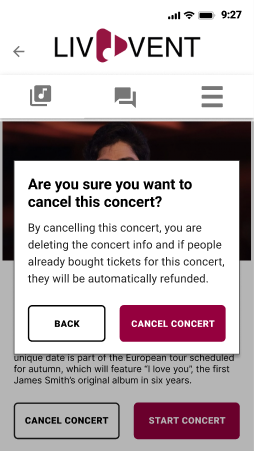 9:27
LIV VENT
Are you sure you want to
cancel this concert?
By cancelling this concert, you are
deleting the concert info and if people
already bought tickets for this concert,
they will be automatically refunded.
BACK
CANCEL CONCERT
unique date is part of the European tour scheduled
for autumn, which will feature “I love you”, the first
James Smith's original album in six years.
CANCEL CONCERT
START CONCERT